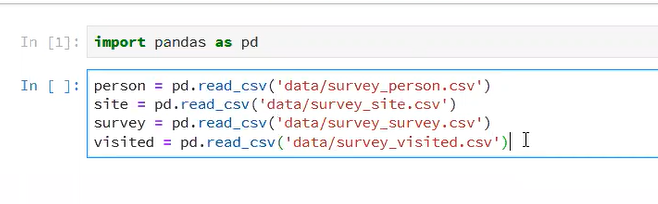 In [1]: import pandas as pd
In [ ]: person = pd.read_csv('data/survey_person.csv')
site = pd.read_csv('data/survey_site.csv')
survey = pd.read_csv('data/survey_survey.csv')
visited = pd.read_csv('data/survey_visited.csv')